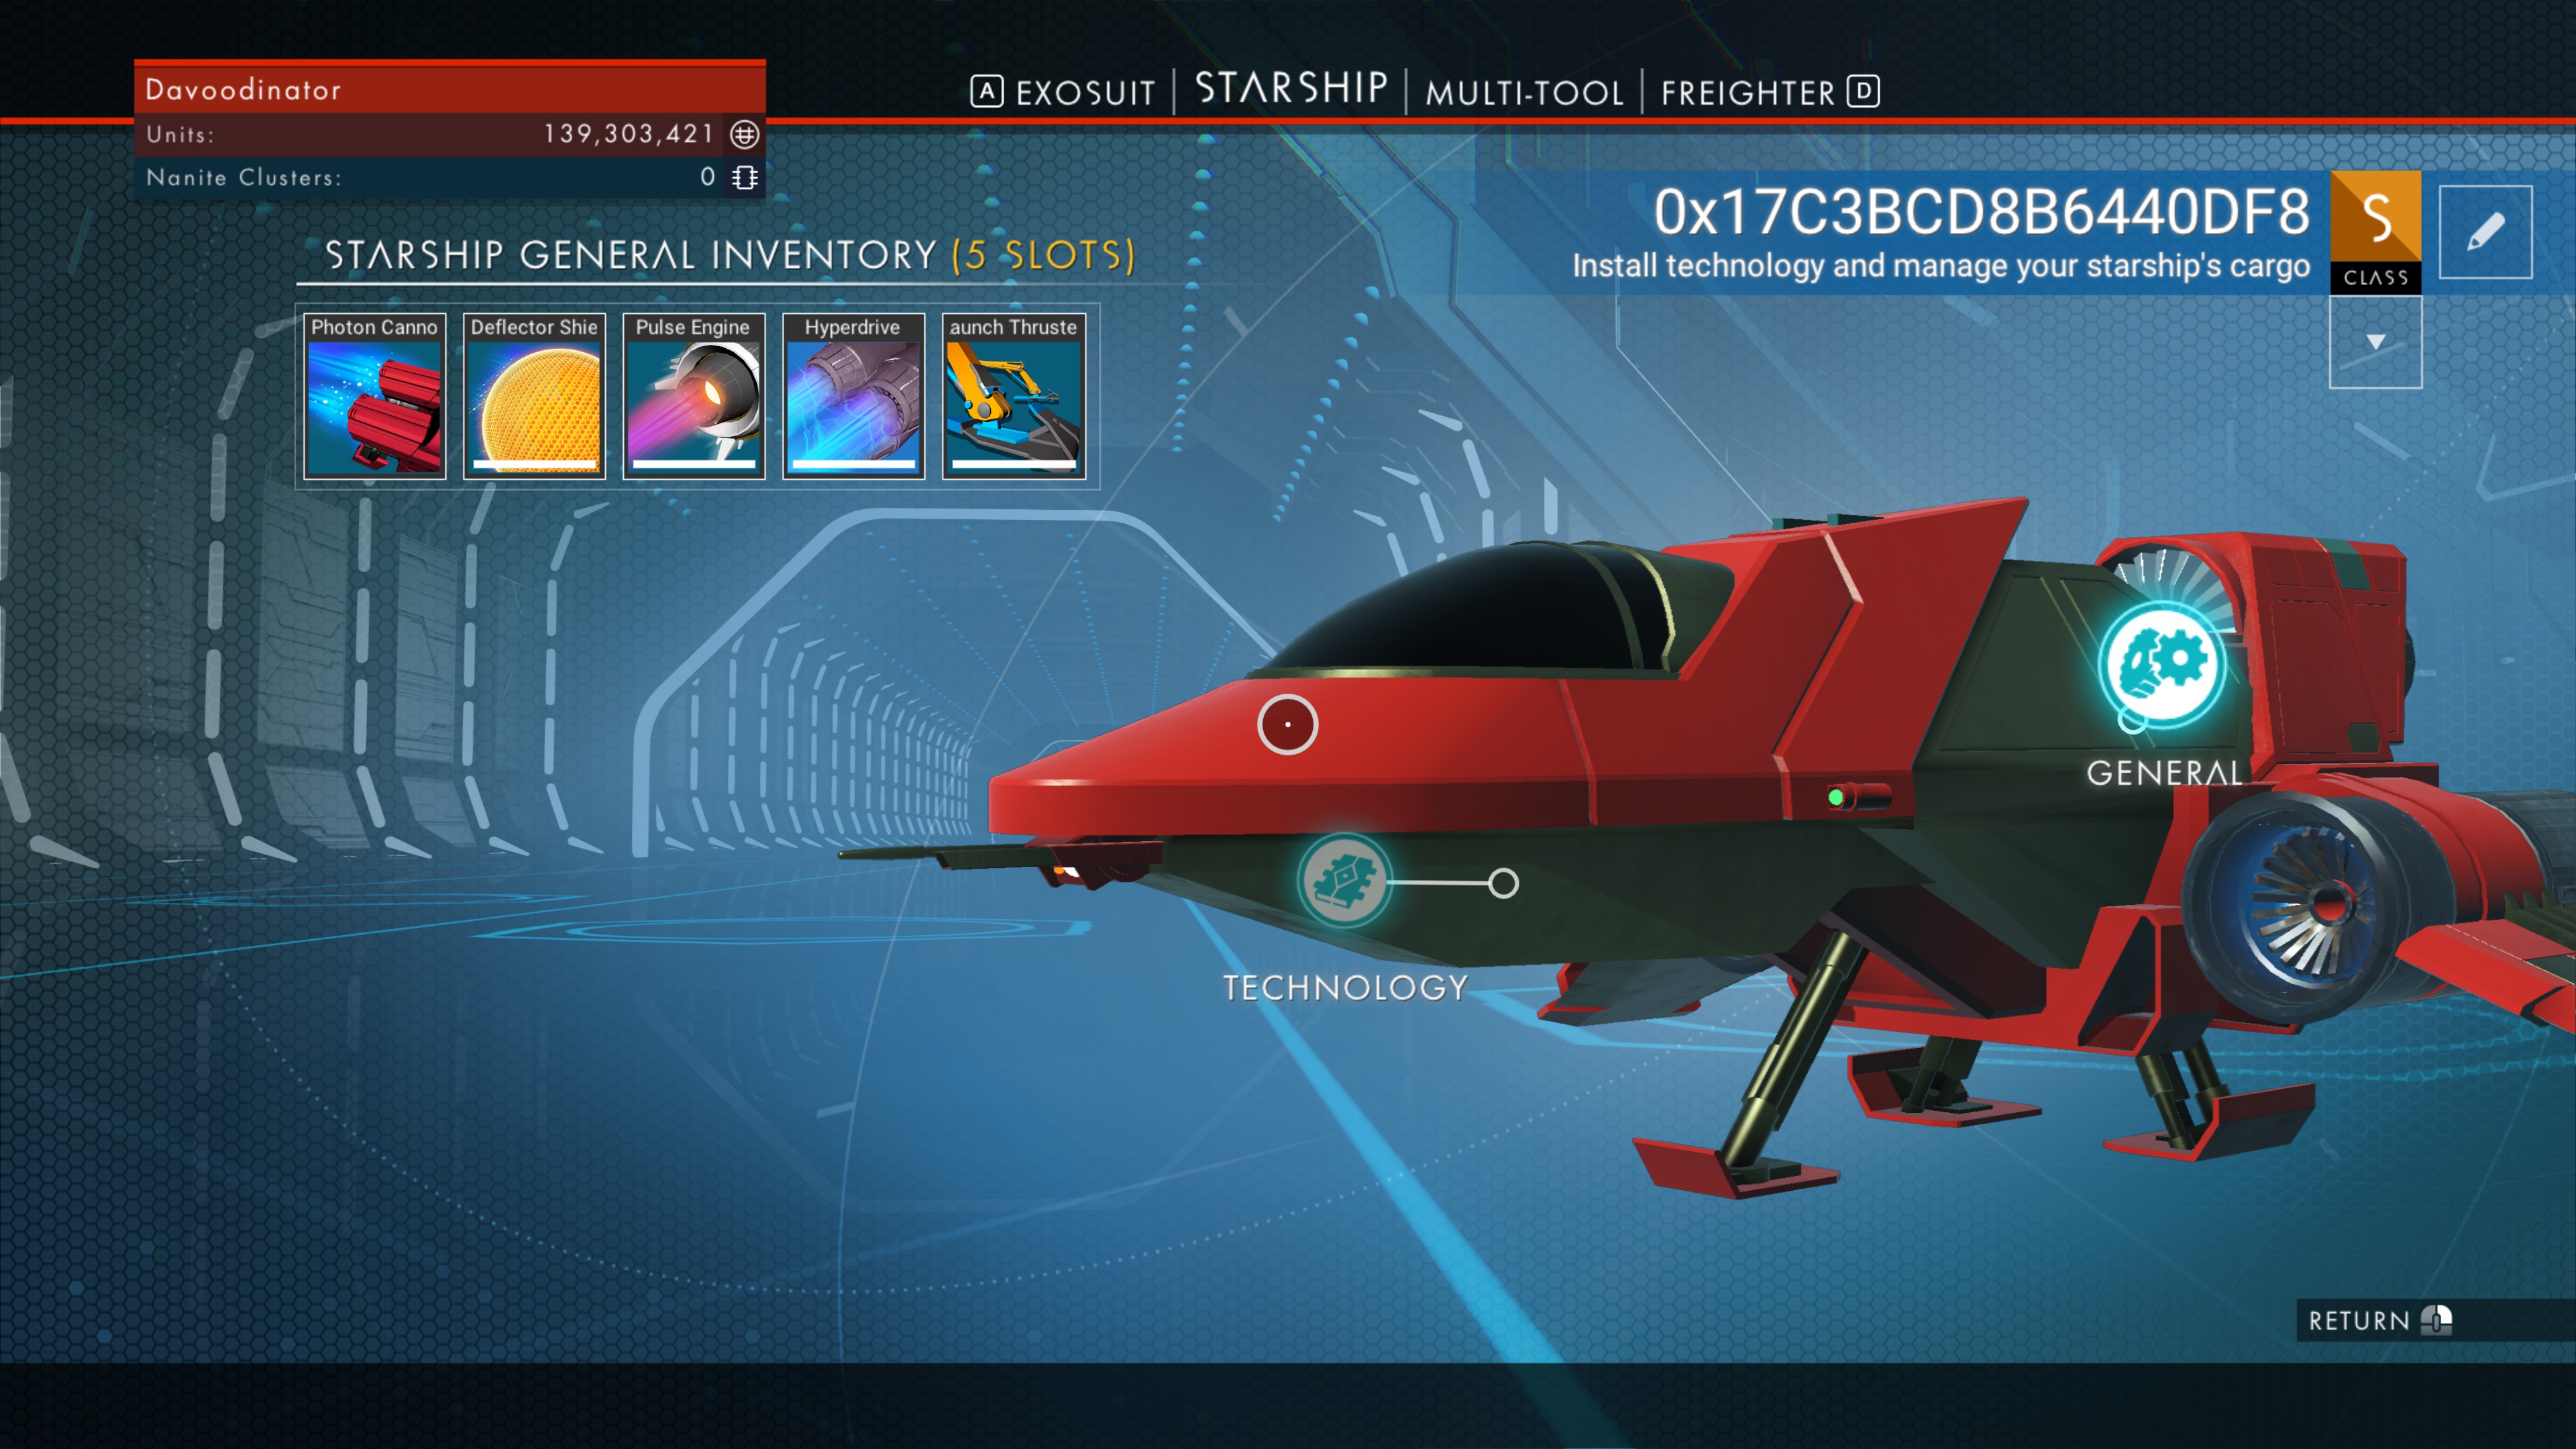 Davoodinator
Units: 139,303,421
Nanite Clusters: 0
A EXOSUIT STARSHIP MULTI-TOOL FREIGHTER D
0x17C3BCD8B6440DF8
Install technology and manage your starship's cargo
S
CLASS
STARSHIP GENERAL INVENTORY (5 SLOTS)
Photon Canno Deflector Shie Pulse Engine Hyperdrive aunch Thruste
GENERAL
TECHNOLOGY
RETURN